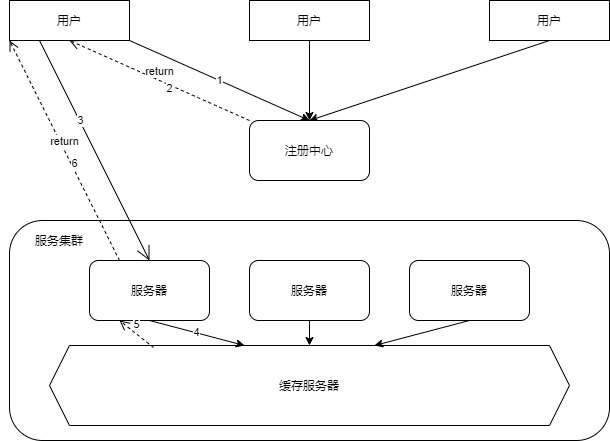 用户
用户
用户
return
1
2
3
return
注册中心
6
服务集群
服务器
服务器
服务器
5
4
缓存服务器